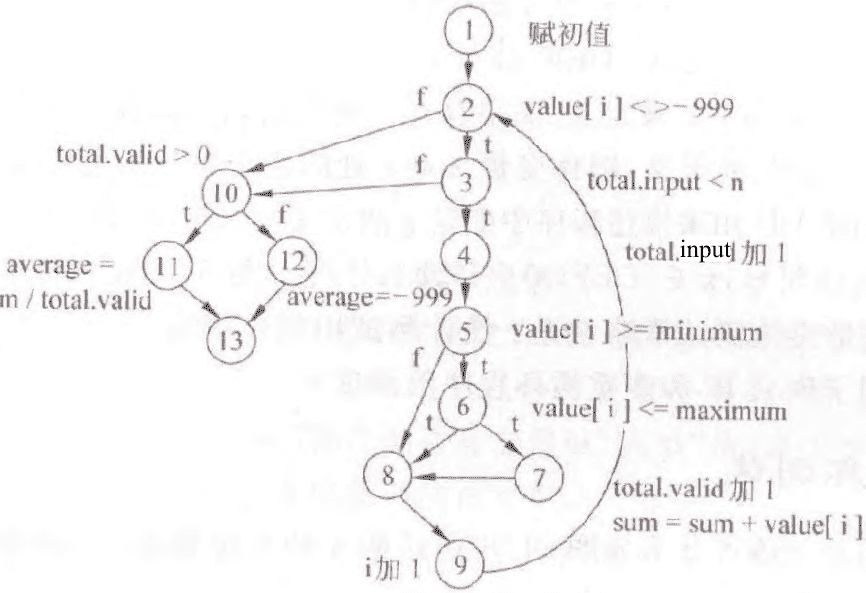 1 赋初值
f 2 value[ i ] < >- 999
t
total.valid > 0 f 3 total.input < n
10 t
t f 4 total.input 加 1
average = 11 12
m / total.valid average=-999 5 value[ i ] >= minimum
13 f t
6 value[ i ] <= maximum
t t
8 7
total.valid 加 1
sum = sum + value[ i ]
i 加 1 9